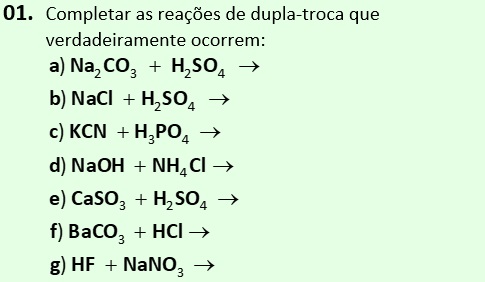 01. Completar as reações de dupla-troca que
verdadeiramente ocorrem:
a) Na₂CO₃ + H₂SO₄ →
b) NaCl + H₂SO₄ →
c) KCN + H₃PO₄ →
d) NaOH + NH₄Cl →
e) CaSO₃ + H₂SO₄ →
f) BaCO₃ + HCl →
g) HF + NaNO₃ →